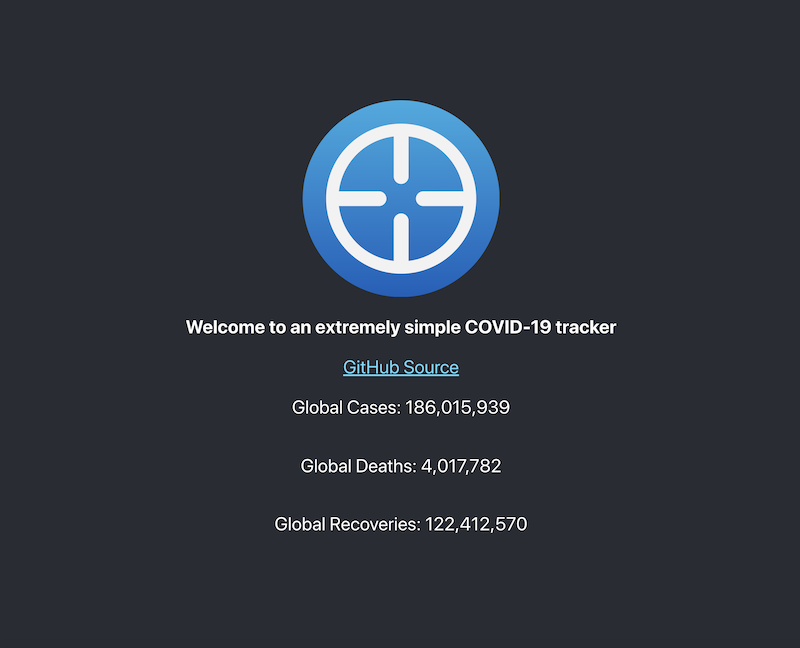 Welcome to an extremely simple COVID-19 tracker
GitHub Source
Global Cases: 186,015,939
Global Deaths: 4,017,782
Global Recoveries: 122,412,570